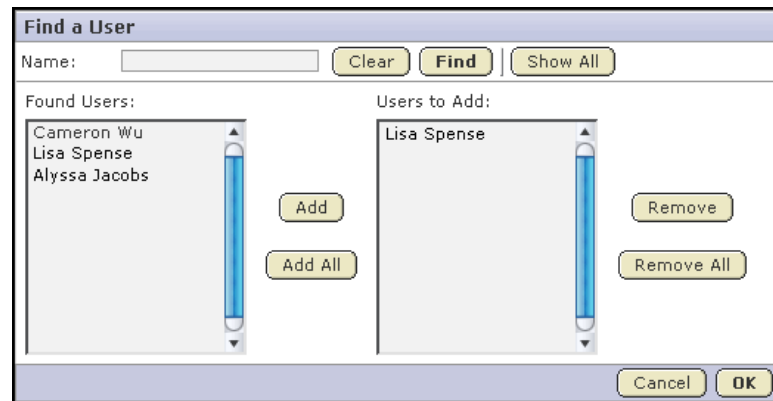 Find a User
Name: Clear Find Show All
Found Users: Users to Add:
Cameron Wu Lisa Spense
Lisa Spense
Alyssa Jacobs
Add Remove
Add All Remove All
Cancel OK